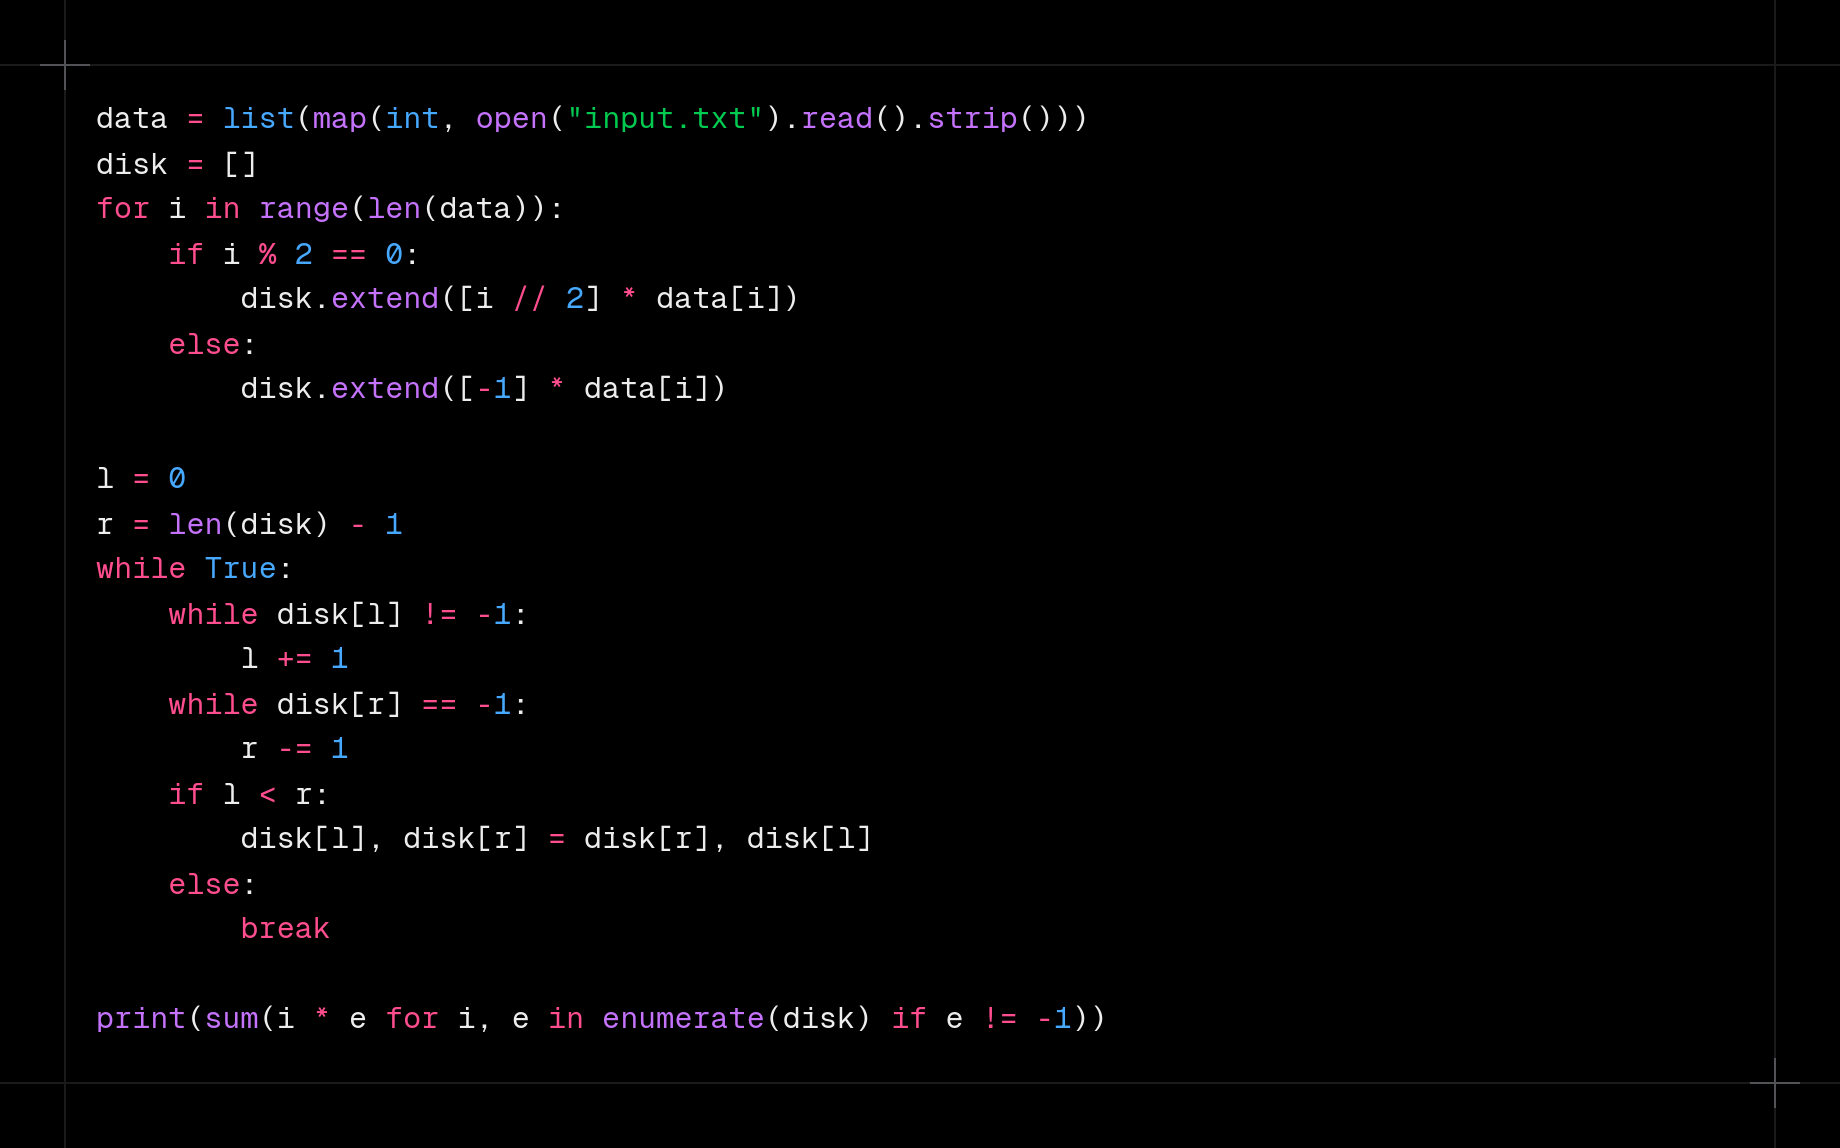 data = list(map(int, open("input.txt").read().strip()))
disk = []
for i in range(len(data)):
    if i % 2 == 0:
        disk.extend([i // 2] * data[i])
    else:
        disk.extend([-1] * data[i])

l = 0
r = len(disk) - 1
while True:
    while disk[l] != -1:
        l += 1
    while disk[r] == -1:
        r -= 1
    if l < r:
        disk[l], disk[r] = disk[r], disk[l]
    else:
        break

print(sum(i * e for i, e in enumerate(disk) if e != -1))